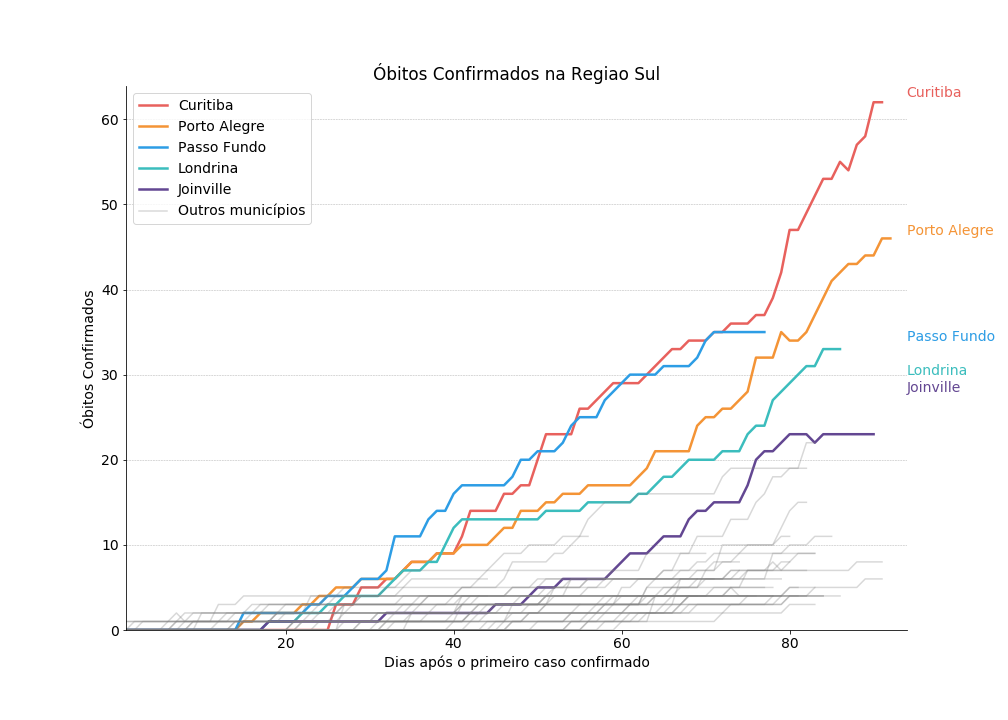 Óbitos Confirmados na Regiao Sul
Curitiba
Porto Alegre
Passo Fundo
Londrina
Joinville
Outros municípios
Curitiba
Porto Alegre
Passo Fundo
Londrina
Joinville
Óbitos Confirmados
60
50
40
30
20
10
0
20
40
60
80
Dias após o primeiro caso confirmado